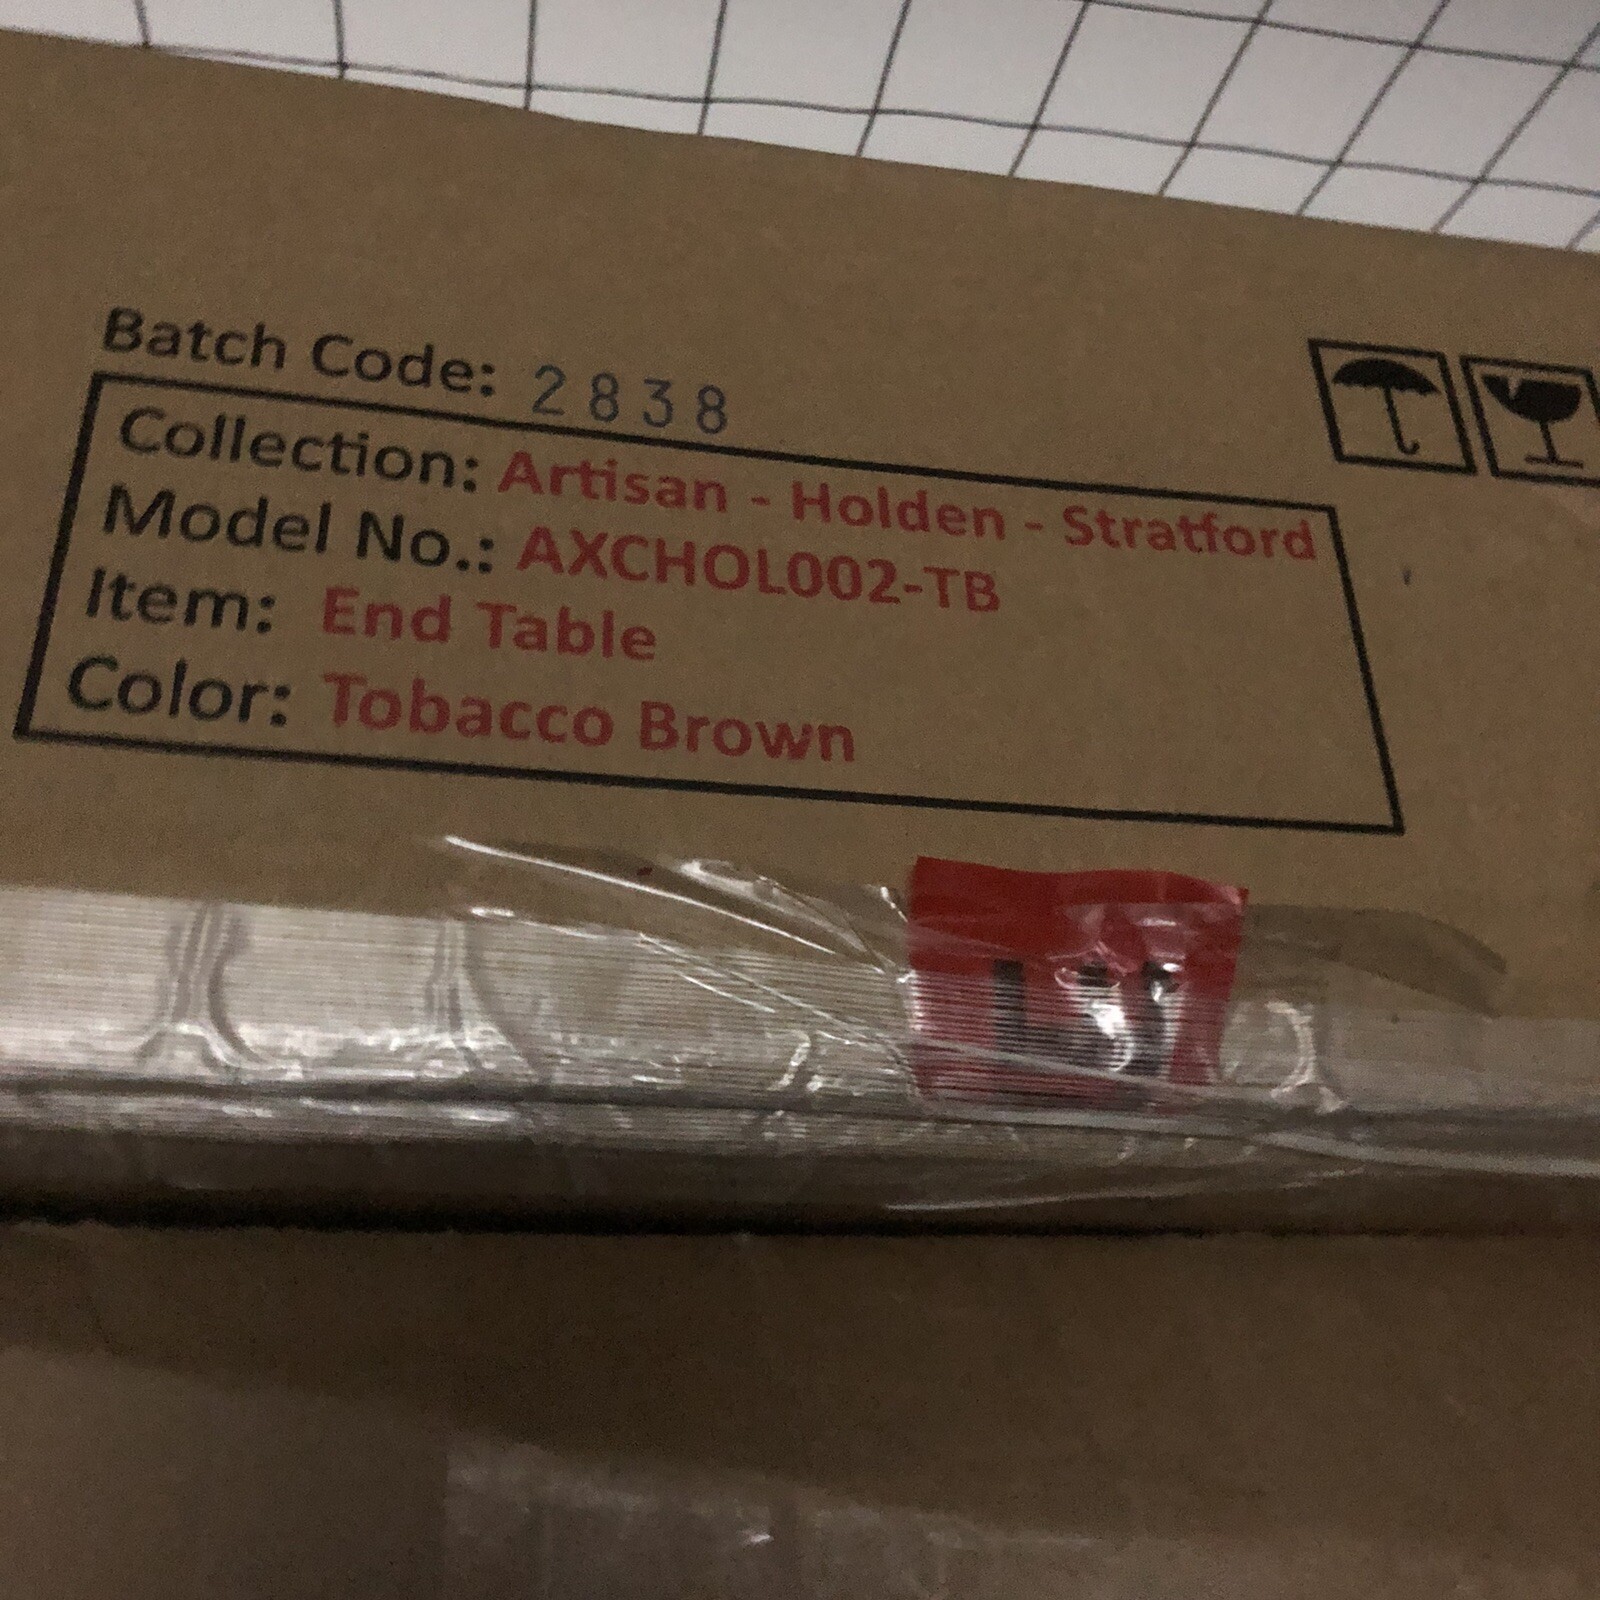 Batch Code: 2838
Collection: Artisan - Holden - Stratford
Model No.: AXCHOL002-TB
Item: End Table
Color: Tobacco Brown